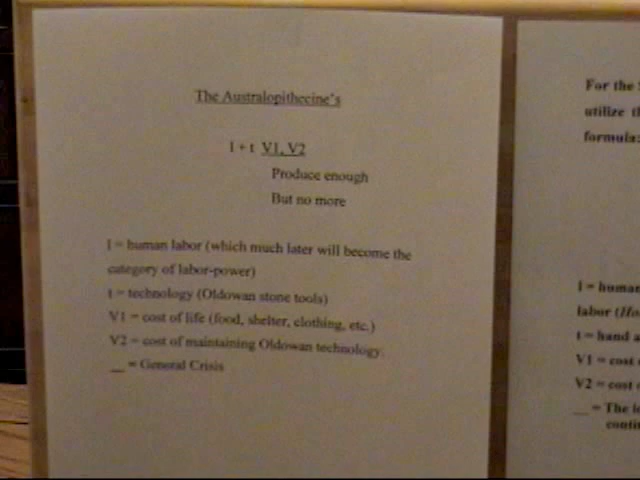 The Australopithecine's
l + t V1, V2
Produce enough
But no more
l = human labor (which much later will become the
category of labor-power)
t = technology (Oldowan stone tools)
V1 = cost of life (food, shelter, clothing, etc.)
V2 = cost of maintaining Oldowan technology.
__ = General Crisis
For the
utilize
formula:
l = human
labor (Ho
t = hand a
V1 = cost
V2 = cost
__ = The
contin